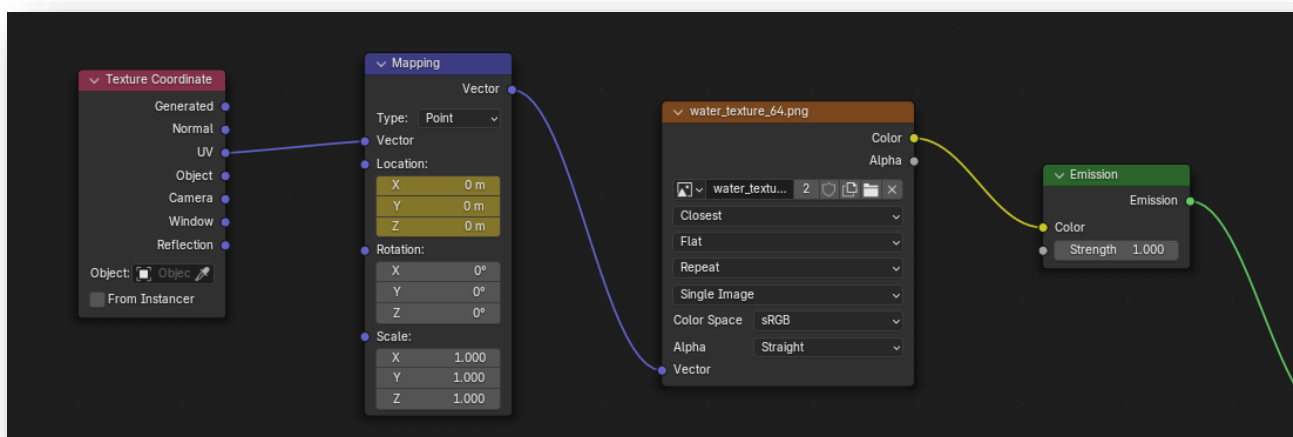 Texture Coordinate
Generated
Normal
UV
Object
Camera
Window
Reflection
Object: Objec
From Instancer
Mapping
Vector
Type: Point
Vector
Location:
X 0 m
Y 0 m
Z 0 m
Rotation:
X 0°
Y 0°
Z 0°
Scale:
X 1.000
Y 1.000
Z 1.000
water_texture_64.png
Color
Alpha
water_textu... 2
Closest
Flat
Repeat
Single Image
Color Space sRGB
Alpha Straight
Vector
Emission
Emission
Color
Strength 1.000